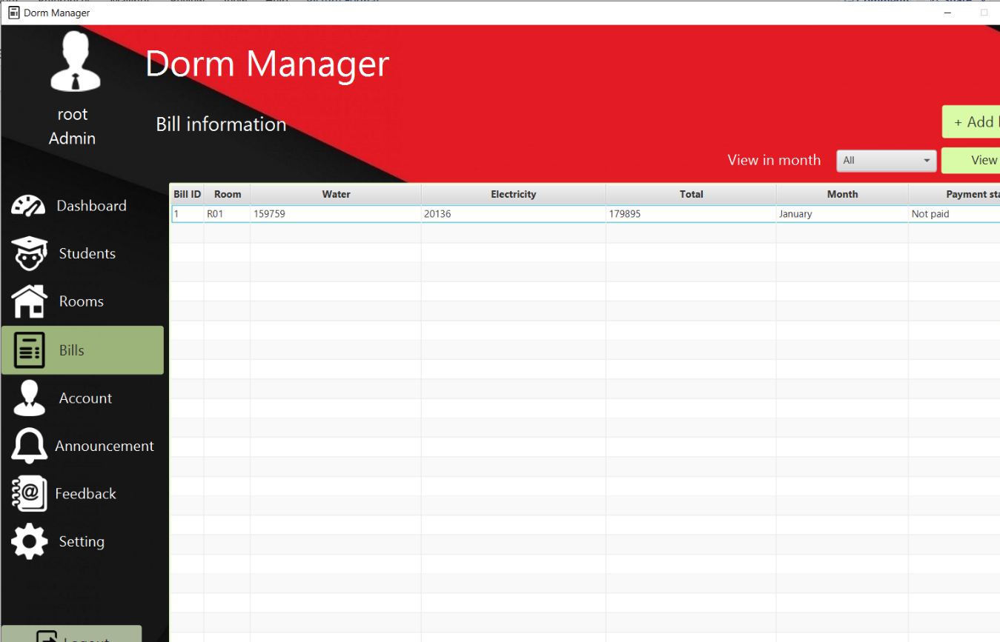 Dorm Manager
Dorm Manager
root
Admin
Bill information
+ Add
View in month All View
Bill ID Room Water Electricity Total Month Payment
1 R01 159759 20136 179895 January Not paid
Dashboard
Students
Rooms
Bills
Account
Announcement
Feedback
Setting
Logout